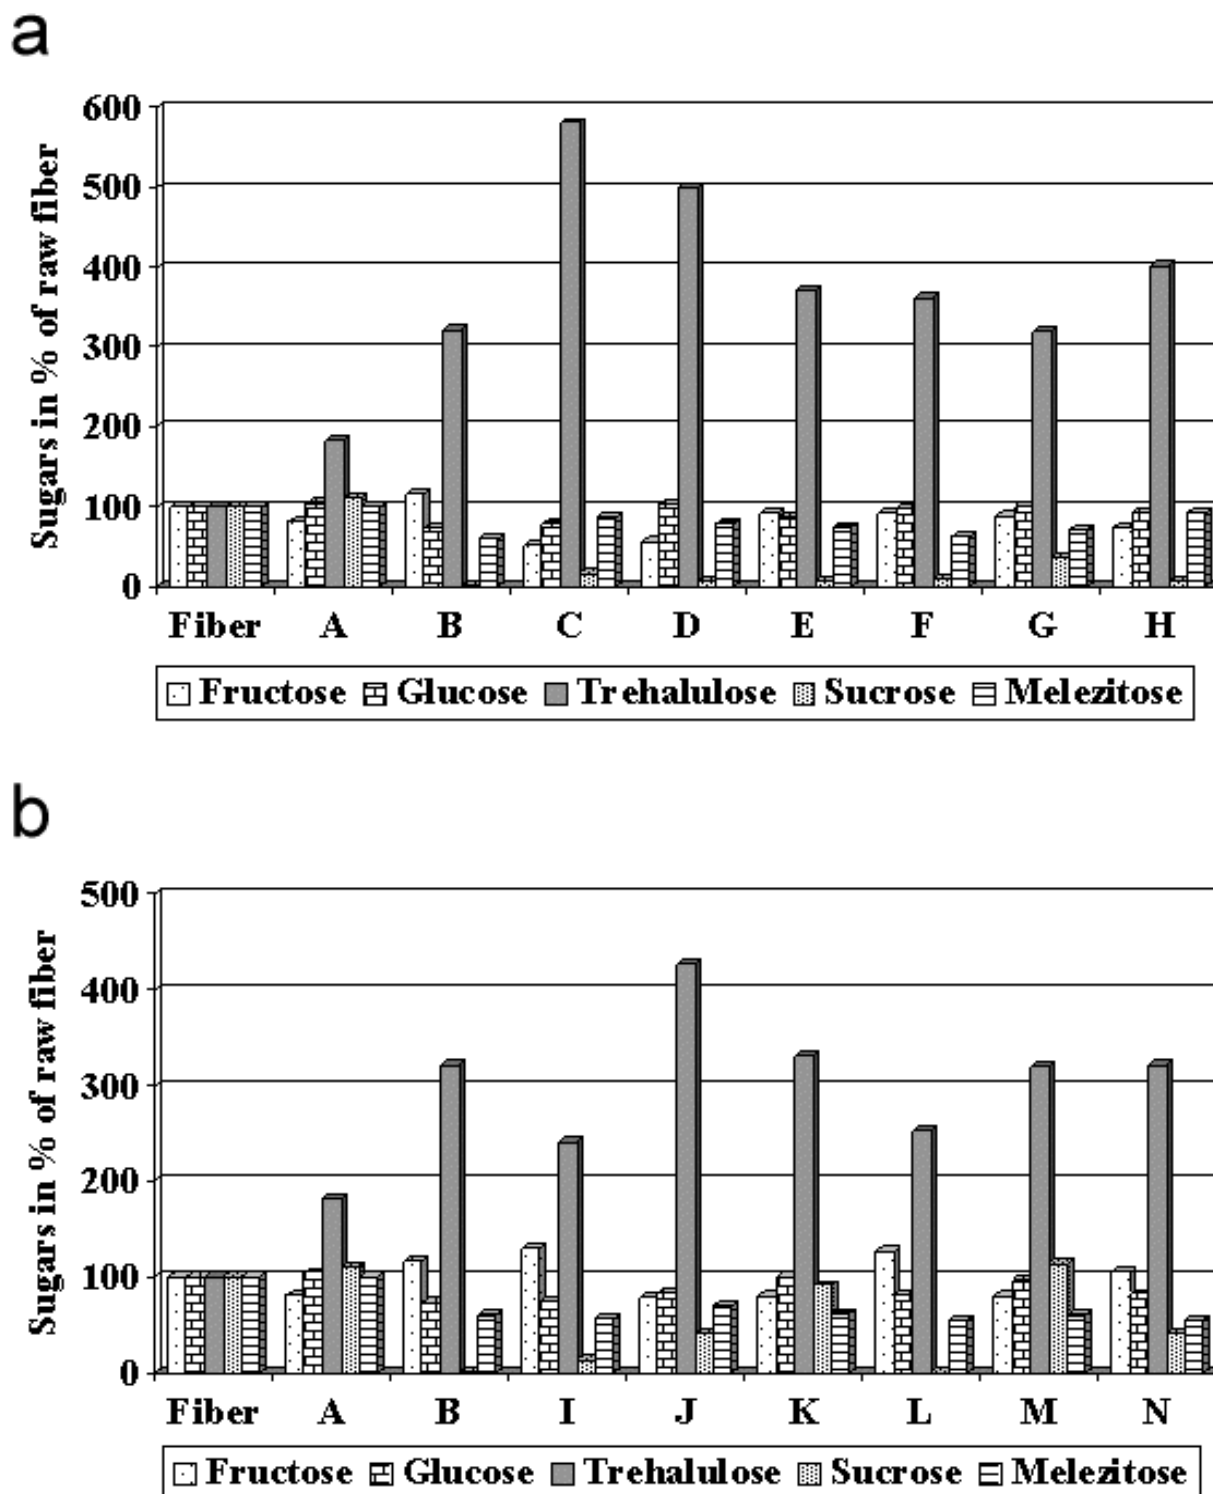 a
Sugars in % of raw fiber
600
500
400
300
200
100
0
Fiber A B C D E F G H
Fructose Glucose Trehalulose Sucrose Melezitose
b
Sugars in % of raw fiber
500
400
300
200
100
0
Fiber A B I J K L M N
Fructose Glucose Trehalulose Sucrose Melezitose